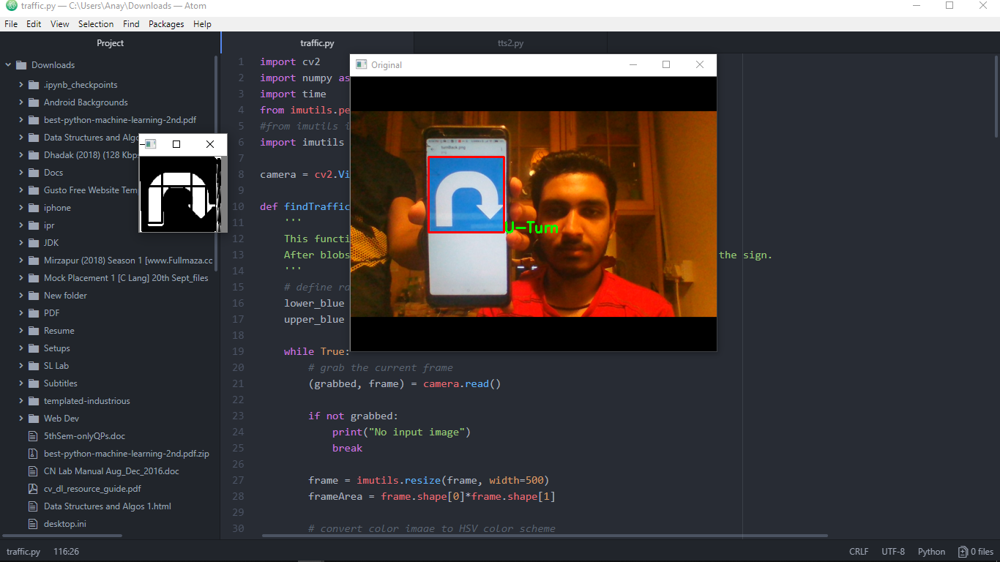 traffic.py — C:\Users\Anay\Downloads — Atom
File Edit View Selection Find Packages Help
Project
Downloads
.ipynb_checkpoints
Android Backgrounds
best-python-machine-learning-2nd.pdf
Data Structures and Algo
Dhadak (2018) (128 Kbps
Docs
Gusto Free Website Tem
iphone
ipr
JDK
Mirzapur (2018) Season 1 [www.Fullmaza.cc
Mock Placement 1 [C Lang] 20th Sept_files
New folder
PDF
Resume
Setups
SL Lab
Subtitles
templated-industrious
Web Dev
5thSem-onlyQPs.doc
best-python-machine-learning-2nd.pdf.zip
CN Lab Manual Aug_Dec_2016.doc
cv_dl_resource_guide.pdf
Data Structures and Algos 1.html
desktop.ini
traffic.py tts2.py
1 import cv2
2 import numpy as
3 import time
4 from imutils.pe
5 #from imutils i
6 import imutils
7
8 camera = cv2.Vi
9
10 def findTraffic
11 '''
12 This functi
13 After blobs the sign.
14 '''
15 # define ra
16 lower_blue
17 upper_blue
18
19 while True:
20 # grab the current frame
21 (grabbed, frame) = camera.read()
22
23 if not grabbed:
24 print("No input image")
25 break
26
27 frame = imutils.resize(frame, width=500)
28 frameArea = frame.shape[0]*frame.shape[1]
29
30 # convert color image to HSV color scheme
Original
U-Turn
traffic.py 116:26
CRLF UTF-8 Python 0 files